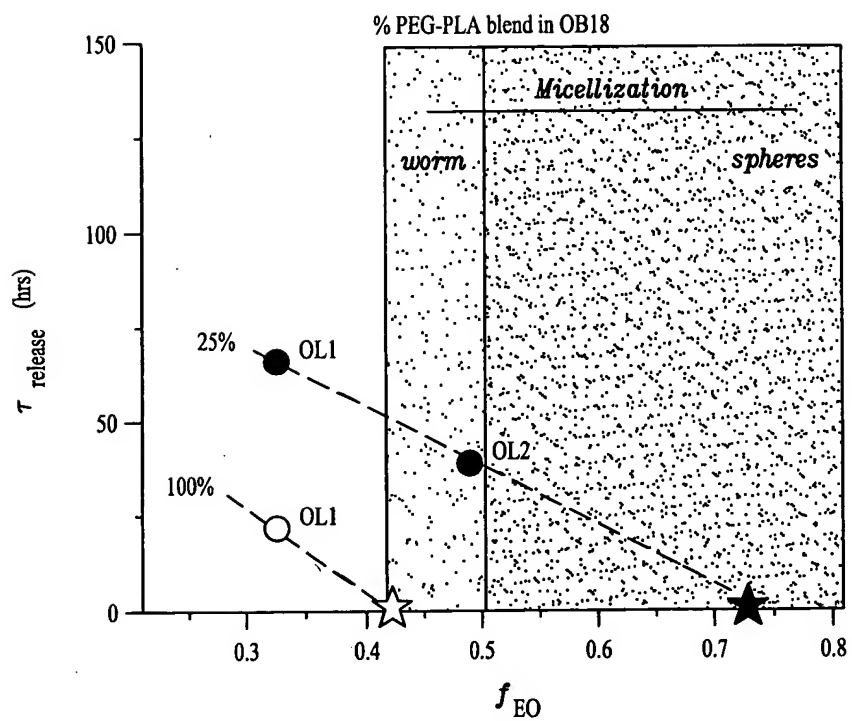 % PEG-PLA blend in OB18
150
Micellization
worm
spheres
100
τ release (hrs)
25%
OL1
50
OL2
100%
OL1
0
0.3
0.4
0.5
0.6
0.7
0.8
f EO